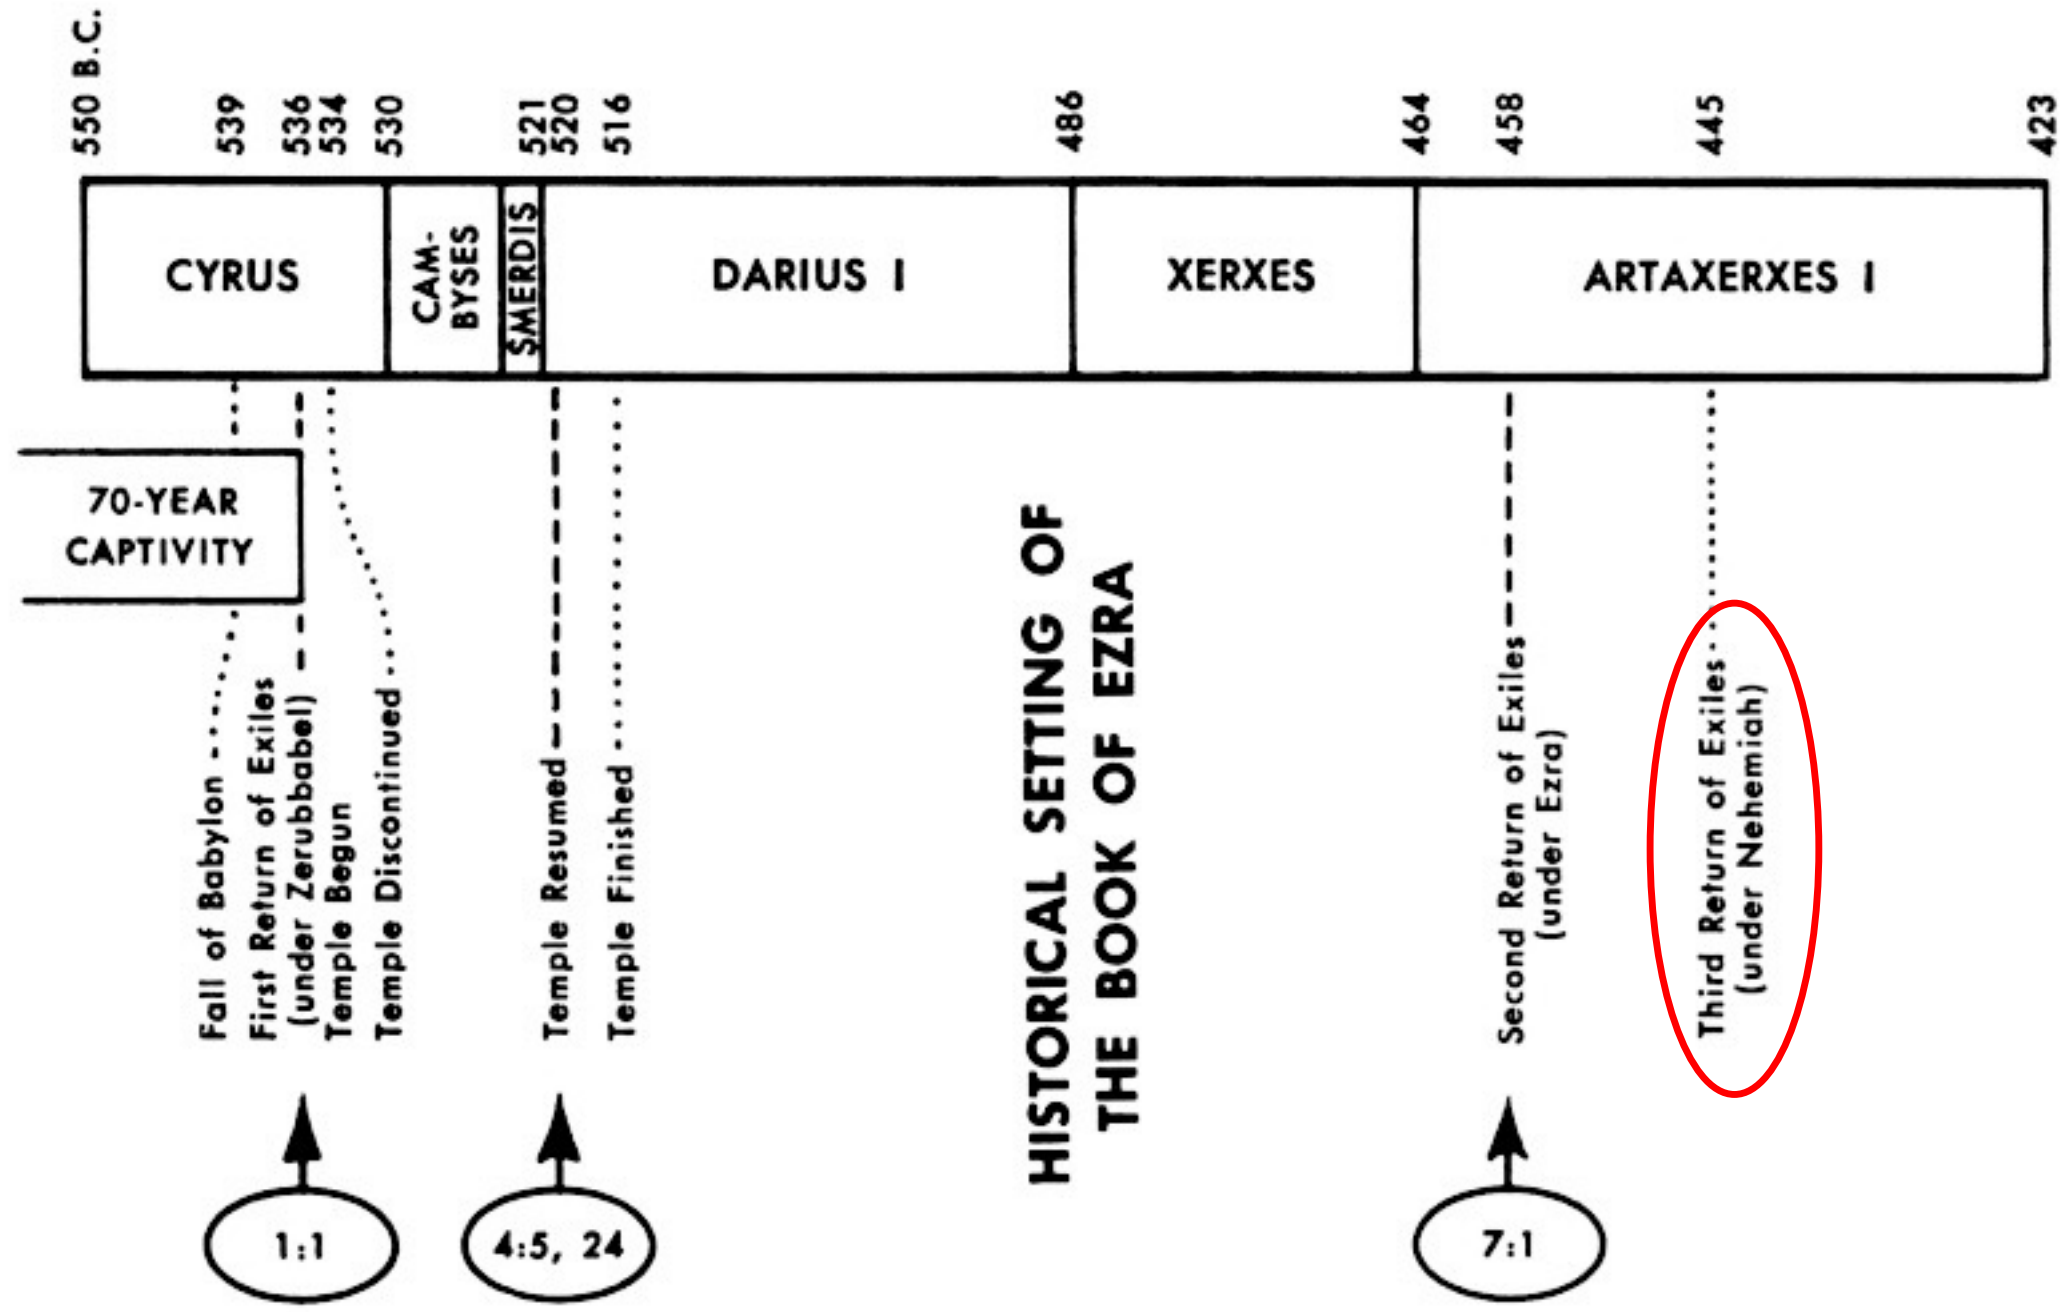 550 B.C.
539
536
534
530
521
520
516
486
464
458
445
423
CYRUS
CAM-
BYSES
SMERDIS
DARIUS I
XERXES
ARTAXERXES I
70-YEAR
CAPTIVITY
Fall of Babylon
First Return of Exiles
(under Zerubbabel)
Temple Begun
Temple Discontinued
Temple Resumed
Temple Finished
HISTORICAL SETTING OF
THE BOOK OF EZRA
Second Return of Exiles
(under Ezra)
Third Return of Exiles
(under Nehemiah)
1:1
4:5, 24
7:1